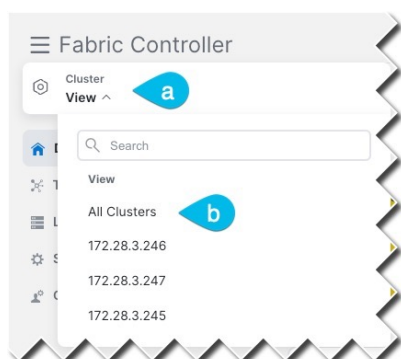 Fabric Controller
Cluster
View
a
Search
View
All Clusters
b
172.28.3.246
172.28.3.247
172.28.3.245